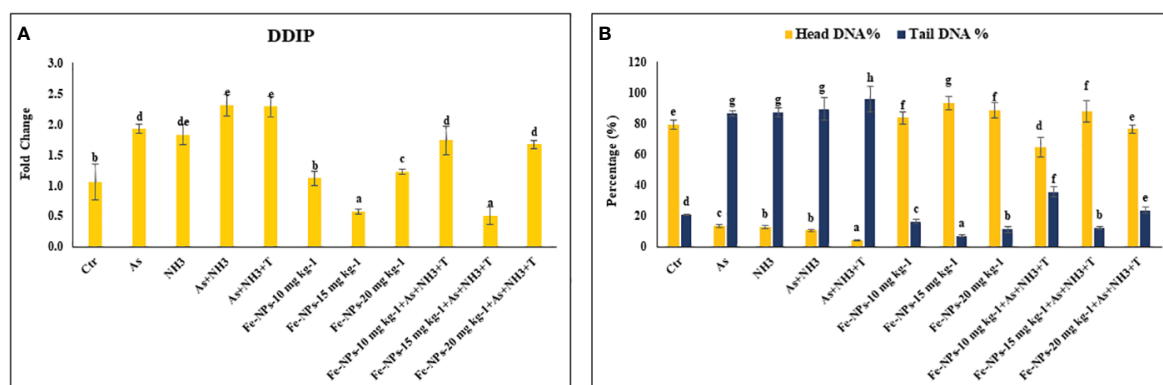 A
DDIP
Fold Change
3.0
2.5
2.0
1.5
1.0
0.5
0.0
b
d
de
e
e
b
a
c
d
a
d
Ctr
As
NH3
As+NH3
As+NH3+T
Fe-NPs-10 mg kg-1
Fe-NPs-15 mg kg-1
Fe-NPs-20 mg kg-1
Fe-NPs-10 mg kg-1+As+NH3+T
Fe-NPs-15 mg kg-1+As+NH3+T
Fe-NPs-20 mg kg-1+As+NH3+T
B
Head DNA% Tail DNA %
Percentage (%)
120
100
80
60
40
20
0
e
d
c
g
b
g
b
g
a
h
f
c
g
a
f
b
d
f
f
b
e
e
Ctr
As
NH3
As+NH3
As+NH3+T
Fe-NPs-10 mg kg-1
Fe-NPs-15 mg kg-1
Fe-NPs-20 mg kg-1
Fe-NPs-10 mg kg-1+As+NH3+T
Fe-NPs-15 mg kg-1+As+NH3+T
Fe-NPs-20 mg kg-1+As+NH3+T